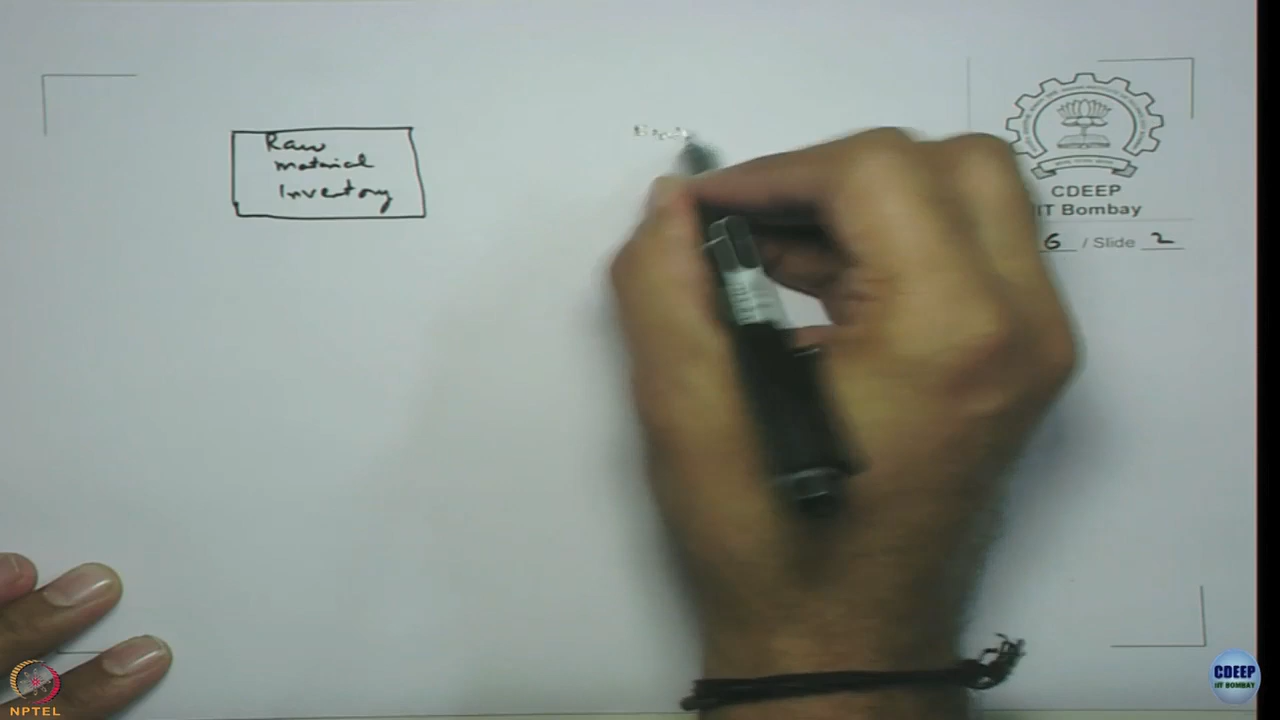 Raw
material
Inventory
CDEEP
IIT Bombay
6 / Slide 2
NPTEL
CDEEP
IIT BOMBAY